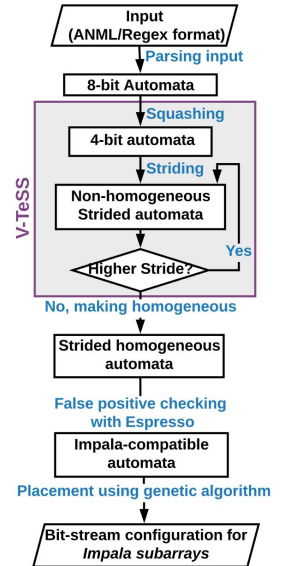 Input
(ANML/Regex format)
Parsing input
8-bit Automata
Squashing
4-bit automata
Striding
V-TeSS
Non-homogeneous
Strided automata
Yes
Higher Stride?
No, making homogeneous
Strided homogeneous
automata
False positive checking
with Espresso
Impala-compatible
automata
Placement using genetic algorithm
Bit-stream configuration for
Impala subarrays